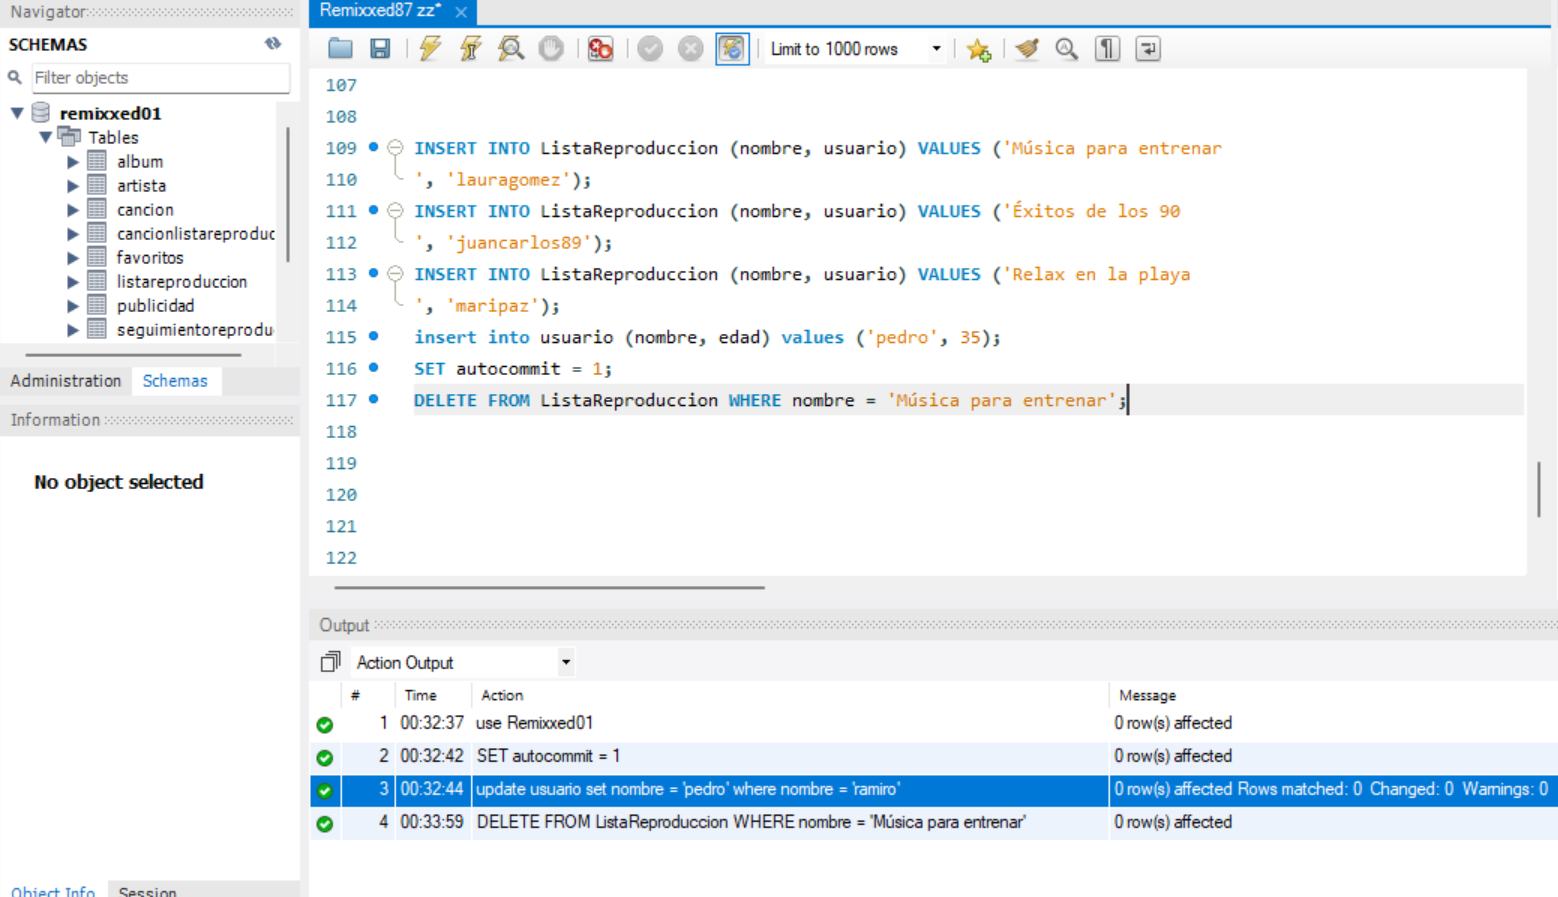 Navigator
SCHEMAS
Filter objects
remixxed01
Tables
album
artista
cancion
cancionlistareproduc
favoritos
listareproduccion
publicidad
seguimientoreprodu
Administration Schemas
Information
No object selected
Object Info Session
Remixxed87 zz* ×
Limit to 1000 rows
107
108
109 INSERT INTO ListaReproduccion (nombre, usuario) VALUES ('Música para entrenar
110 ', 'lauragomez');
111 INSERT INTO ListaReproduccion (nombre, usuario) VALUES ('Éxitos de los 90
112 ', 'juancarlos89');
113 INSERT INTO ListaReproduccion (nombre, usuario) VALUES ('Relax en la playa
114 ', 'maripaz');
115 insert into usuario (nombre, edad) values ('pedro', 35);
116 SET autocommit = 1;
117 DELETE FROM ListaReproduccion WHERE nombre = 'Música para entrenar';
118
119
120
121
122
Output
Action Output
# Time Action Message
1 00:32:37 use Remixxed01 0 row(s) affected
2 00:32:42 SET autocommit = 1 0 row(s) affected
3 00:32:44 update usuario set nombre = 'pedro' where nombre = 'ramiro' 0 row(s) affected Rows matched: 0 Changed: 0 Warnings: 0
4 00:33:59 DELETE FROM ListaReproduccion WHERE nombre = 'Música para entrenar' 0 row(s) affected